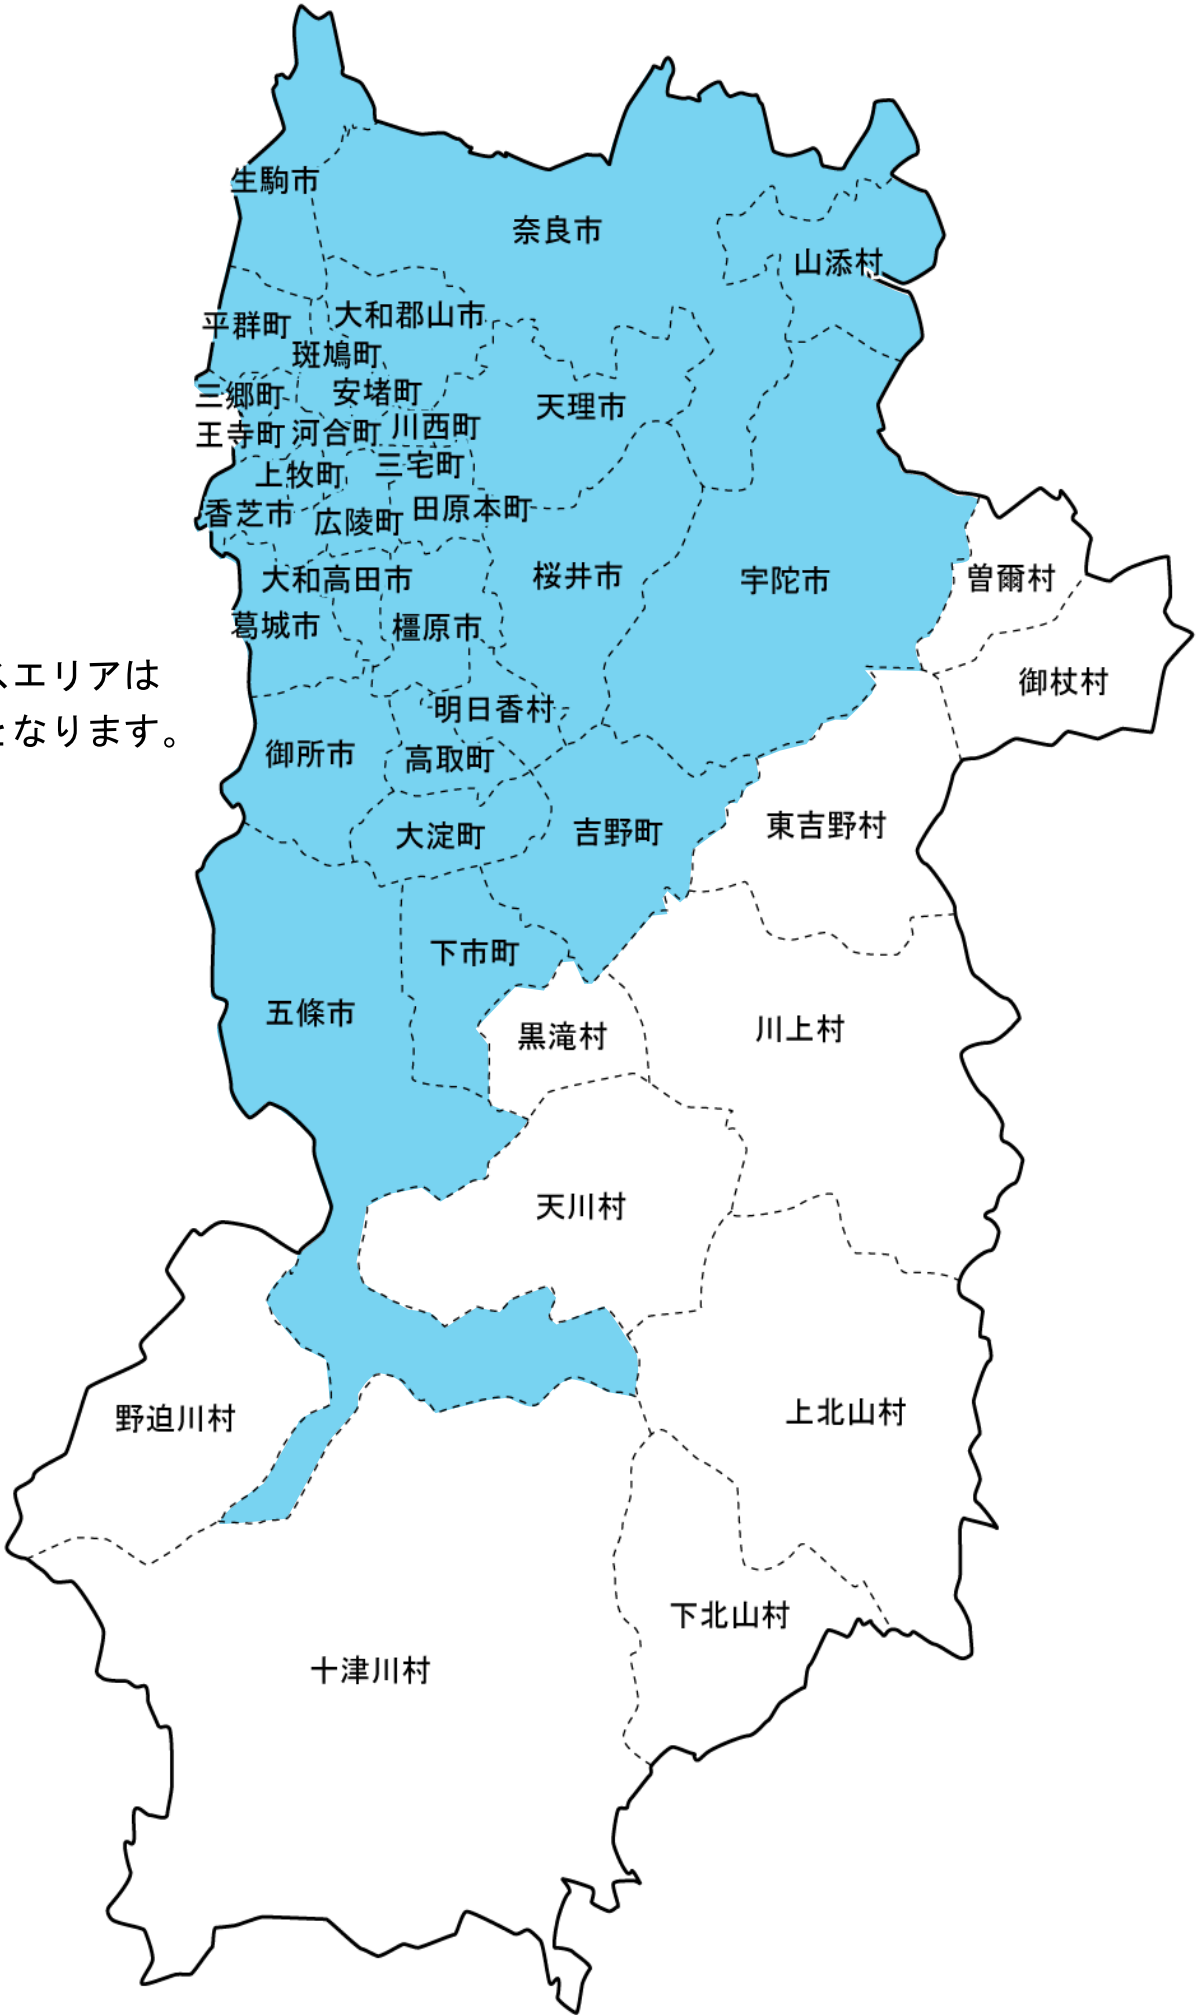 生駒市
奈良市
山添村
平群町
大和郡山市
斑鳩町
三郷町
安堵町
天理市
王寺町
河合町
川西町
上牧町
三宅町
香芝市
広陵町
田原本町
大和高田市
桜井市
宇陀市
曽爾村
葛城市
橿原市
スエリアは
御杖村
明日香村
となります。
御所市
高取町
大淀町
吉野町
東吉野村
下市町
五條市
黒滝村
川上村
天川村
野迫川村
上北山村
下北山村
十津川村